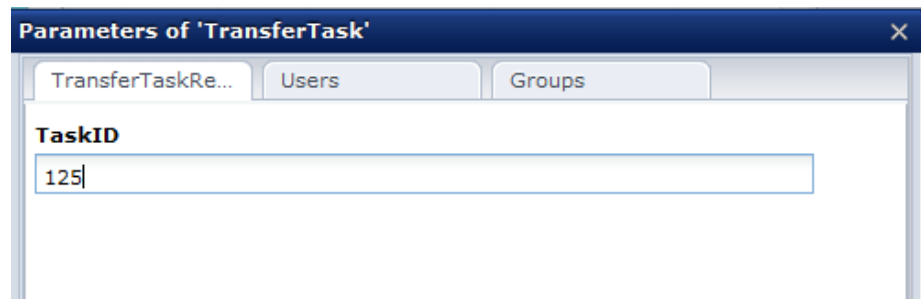 Parameters of 'TransferTask'
TransferTaskRe... Users Groups
TaskID
125